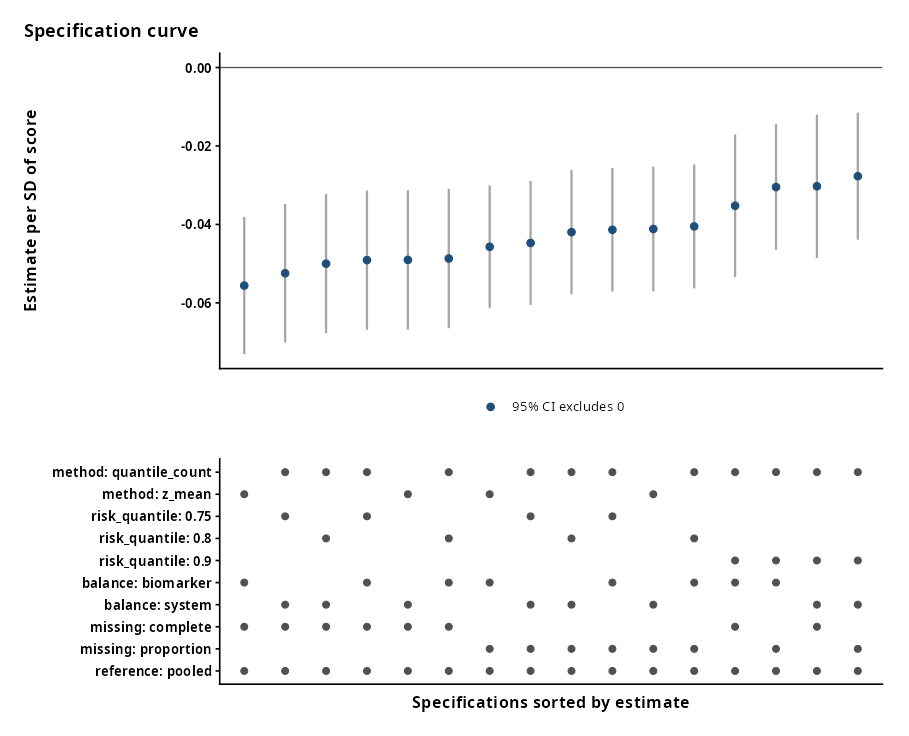 Specification curve
Estimate per SD of score
0.00
-0.02
-0.04
-0.06
95% CI excludes 0
method: quantile_count
method: z_mean
risk_quantile: 0.75
risk_quantile: 0.8
risk_quantile: 0.9
balance: biomarker
balance: system
missing: complete
missing: proportion
reference: pooled
Specifications sorted by estimate